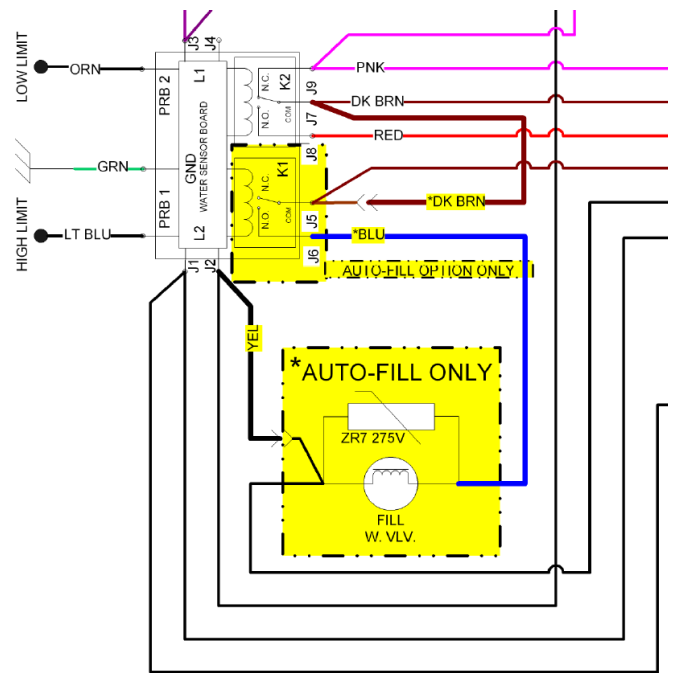 LOW LIMIT
ORN
PRB 2
J3
J4
L1
N.C.
K2
N.O.
COM
J9
PNK
DK BRN
J7
RED
J8
GND
WATER SENSOR BOARD
GRN
HIGH LIMIT
LT BLU
PRB 1
L2
N.C.
K1
N.O.
COM
J5
*DK BRN
*BLU
J6
AUTO-FILL OPTION ONLY
J1
J2
YEL
*AUTO-FILL ONLY
ZR7 275V
FILL
W. VLV.